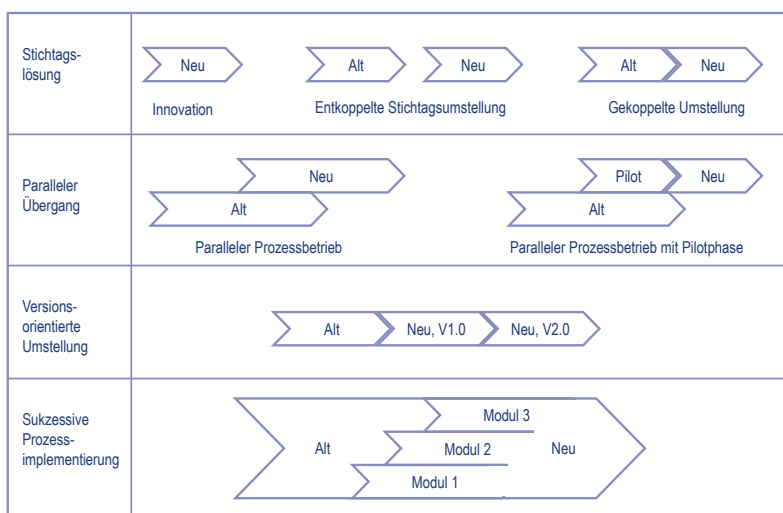 Stichtags-
lösung
Neu
Alt
Neu
Alt
Neu
Innovation
Entkoppelte Stichtagsumstellung
Gekoppelte Umstellung
Paralleler
Übergang
Neu
Alt
Pilot
Neu
Alt
Paralleler Prozessbetrieb
Paralleler Prozessbetrieb mit Pilotphase
Versions-
orientierte
Umstellung
Alt
Neu, V1.0
Neu, V2.0
Sukzessive
Prozess-
implementierung
Alt
Modul 3
Modul 2
Modul 1
Neu